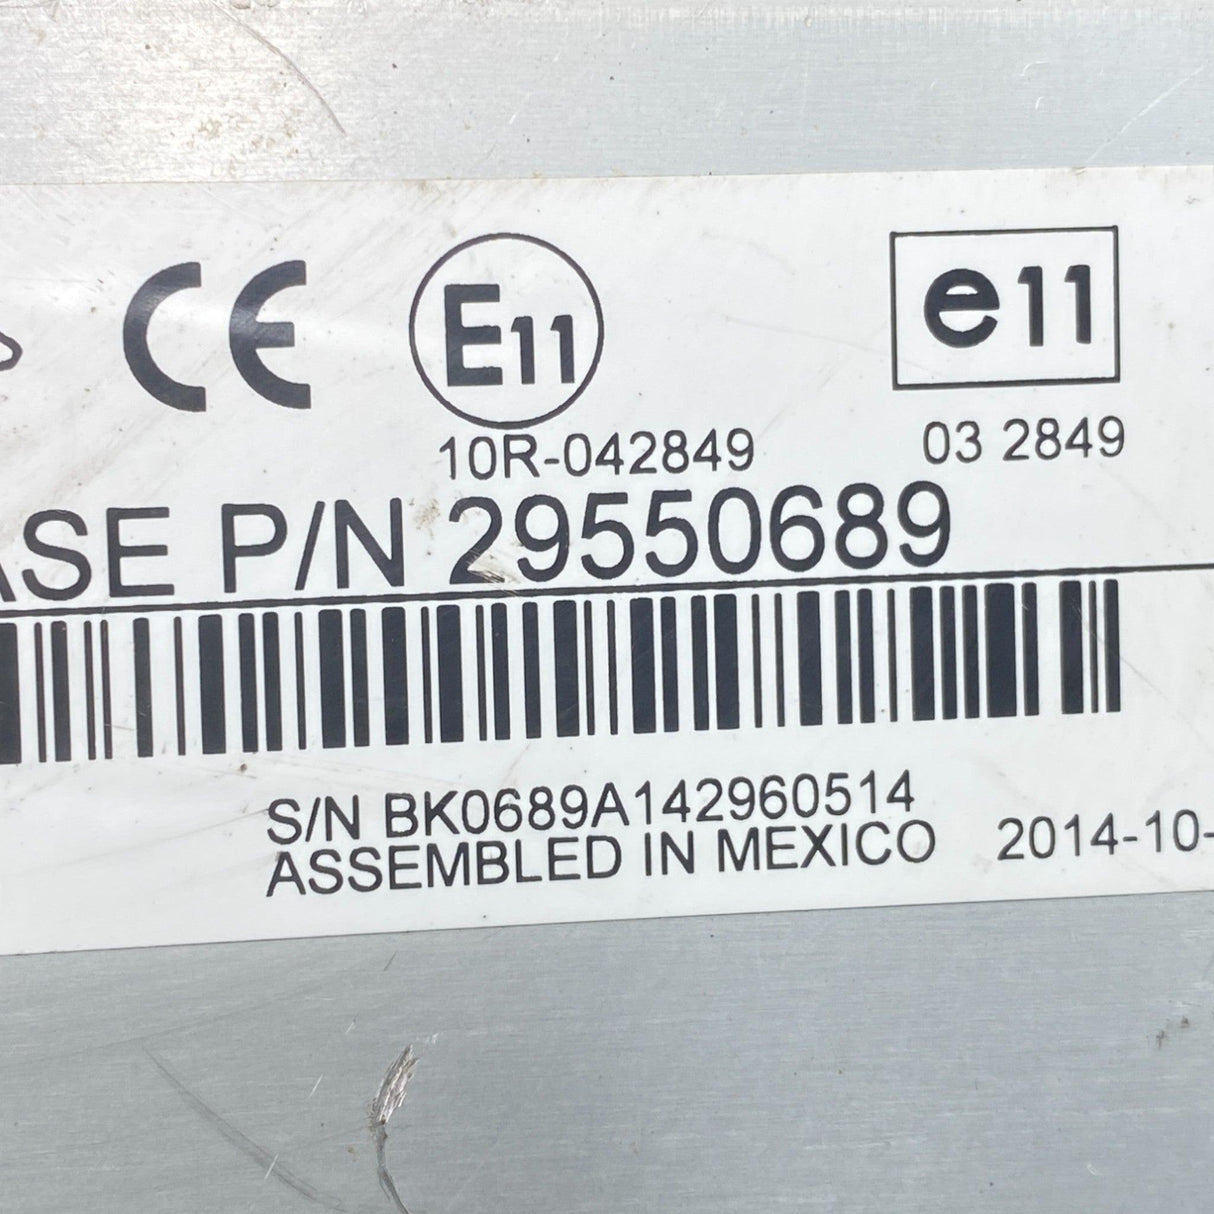 CE E11 e11
10R-042849 03 2849
ASE P/N 29550689
S/N BK0689A142960514
ASSEMBLED IN MEXICO 2014-10-